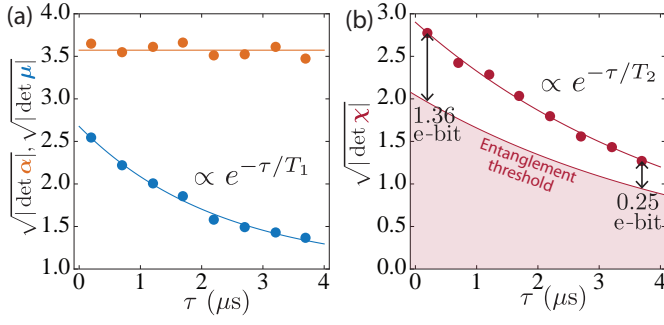 (a)
√|det α|, √|det μ|
4.0
3.5
3.0
2.5
2.0
1.5
1.0
∝ e^{-τ/T₁}
0 1 2 3 4
τ (μs)
(b)
√|det χ|
3.0
2.5
2.0
1.5
1.0
0.5
0.0
∝ e^{-τ/T₂}
1.36
e-bit
Entanglement
threshold
0.25
e-bit
0 1 2 3 4
τ (μs)